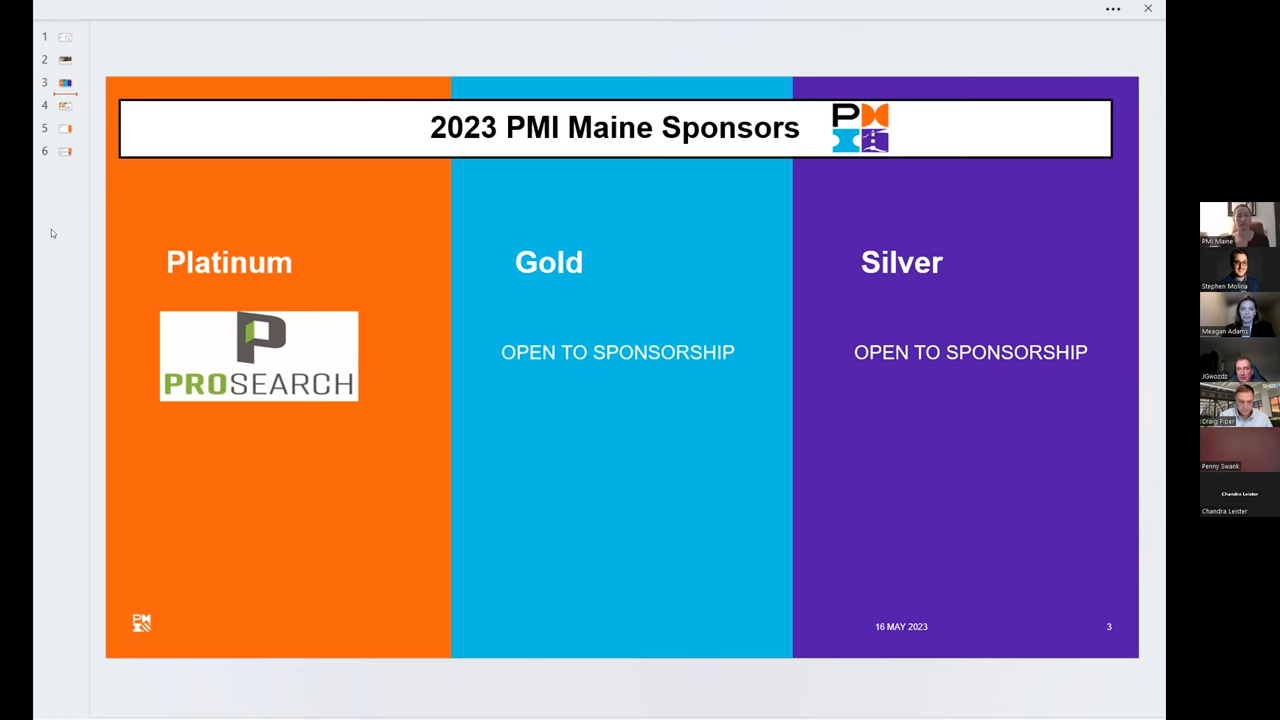 1
2
3
4
5
6
2023 PMI Maine Sponsors
PM
Platinum
Gold
Silver
P
PROSEARCH
OPEN TO SPONSORSHIP
OPEN TO SPONSORSHIP
16 MAY 2023
3
PMI Maine
Stephen Molina
Meagan Adams
JGwozdz
Craig Piper
Penny Swank
Chandra Leister
Chandra Leister